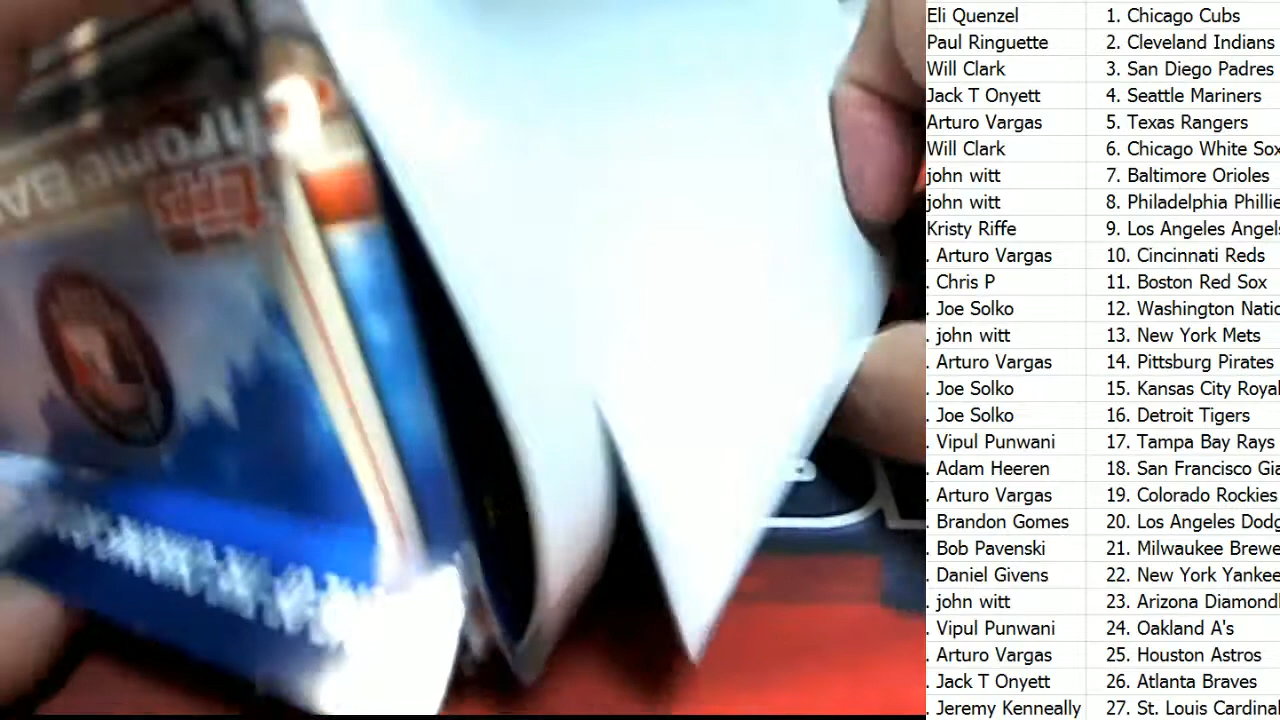 Eli Quenzel 1. Chicago Cubs
Paul Ringuette 2. Cleveland Indians
Will Clark 3. San Diego Padres
Jack T Onyett 4. Seattle Mariners
Arturo Vargas 5. Texas Rangers
Will Clark 6. Chicago White Sox
john witt 7. Baltimore Orioles
john witt 8. Philadelphia Phillie
Kristy Riffe 9. Los Angeles Angels
. Arturo Vargas 10. Cincinnati Reds
. Chris P 11. Boston Red Sox
. Joe Solko 12. Washington Natio
. john witt 13. New York Mets
. Arturo Vargas 14. Pittsburg Pirates
. Joe Solko 15. Kansas City Royal
. Joe Solko 16. Detroit Tigers
. Vipul Punwani 17. Tampa Bay Rays
. Adam Heeren 18. San Francisco Gia
. Arturo Vargas 19. Colorado Rockies
. Brandon Gomes 20. Los Angeles Dodg
. Bob Pavenski 21. Milwaukee Brewe
. Daniel Givens 22. New York Yankee
. john witt 23. Arizona Diamond
. Vipul Punwani 24. Oakland A's
. Arturo Vargas 25. Houston Astros
. Jack T Onyett 26. Atlanta Braves
. Jeremy Kenneally 27. St. Louis Cardinal